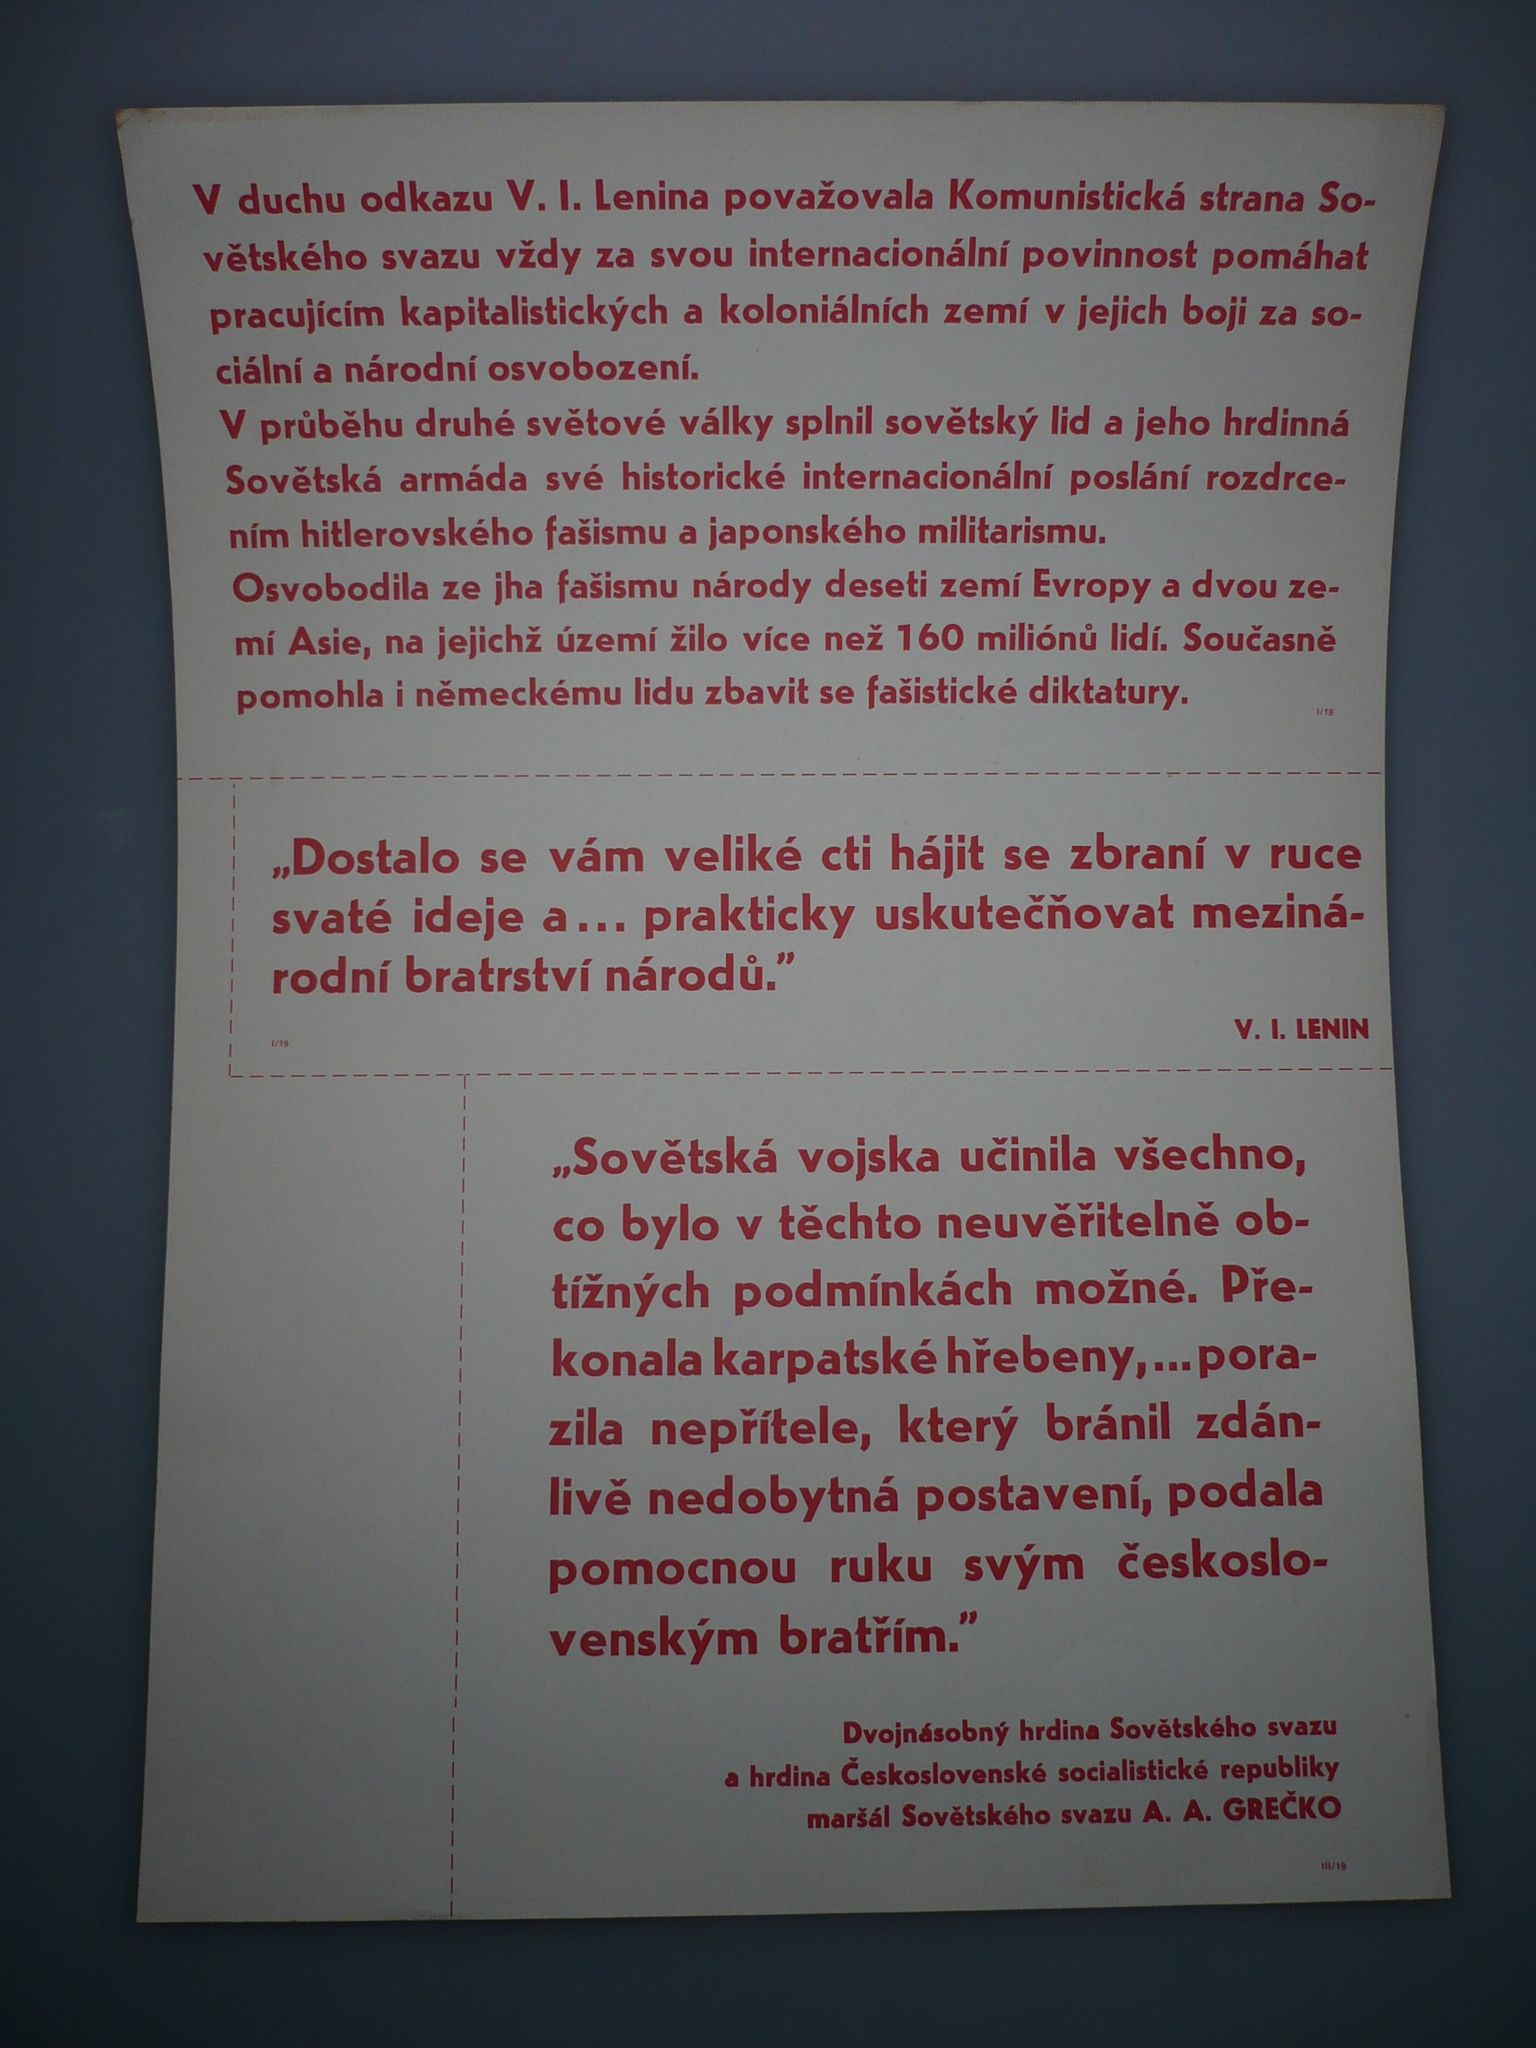 V duchu odkazu V. I. Lenina považovala Komunistická strana So-
větského svazu vždy za svou internacionální povinnost pomáhat
pracujícím kapitalistických a koloniálních zemí v jejich boji za so-
ciální a národní osvobození.
V průběhu druhé světové války splnil sovětský lid a jeho hrdinná
Sovětská armáda své historické internacionální poslání rozdrce-
ním hitlerovského fašismu a japonského militarismu.
Osvobodila ze jha fašismu národy deseti zemí Evropy a dvou ze-
mí Asie, na jejichž území žilo více než 160 miliónů lidí. Současně
pomohla i německému lidu zbavit se fašistické diktatury.
I/18
„Dostalo se vám veliké cti hájit se zbraní v ruce
svaté ideje a... prakticky uskutečňovat meziná-
rodní bratrství národů.”
V. I. LENIN
I/19
„Sovětská vojska učinila všechno,
co bylo v těchto neuvěřitelně ob-
tížných podmínkách možné. Pře-
konala karpatské hřebeny,... pora-
zila nepřítele, který bránil zdán-
livě nedobytná postavení, podala
pomocnou ruku svým českoslo-
venským bratřím.”
Dvojnásobný hrdina Sovětského svazu
a hrdina Československé socialistické republiky
maršál Sovětského svazu A. A. GREČKO
III/19